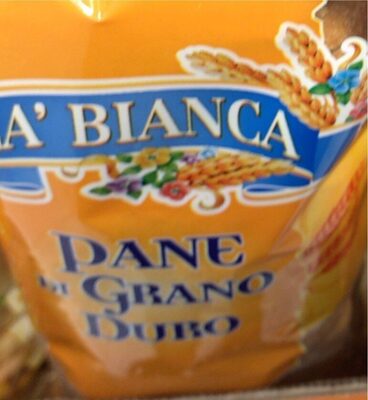 A' BIANCA
PANE
DI GRANO
DURO